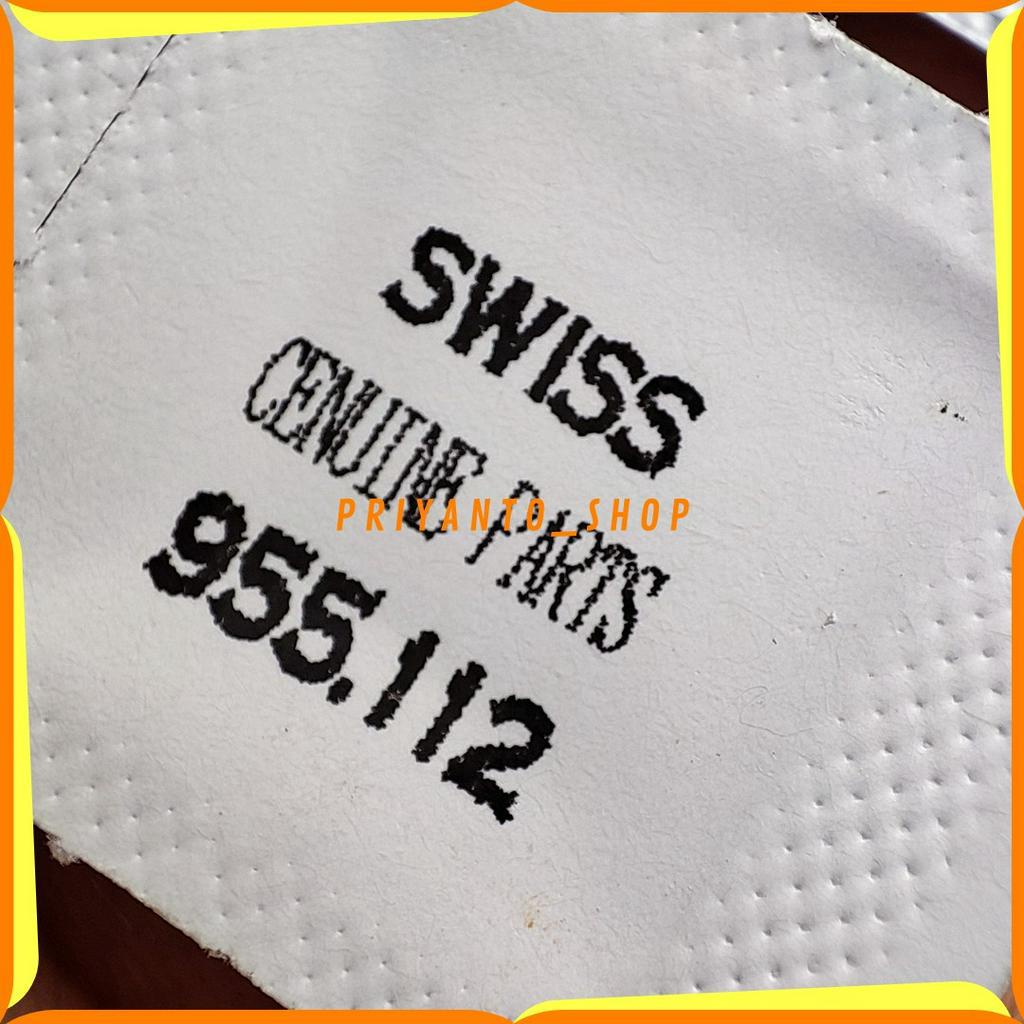 SWISS
GENUINE PARTS
PRIYANTO_SHOP
955.112